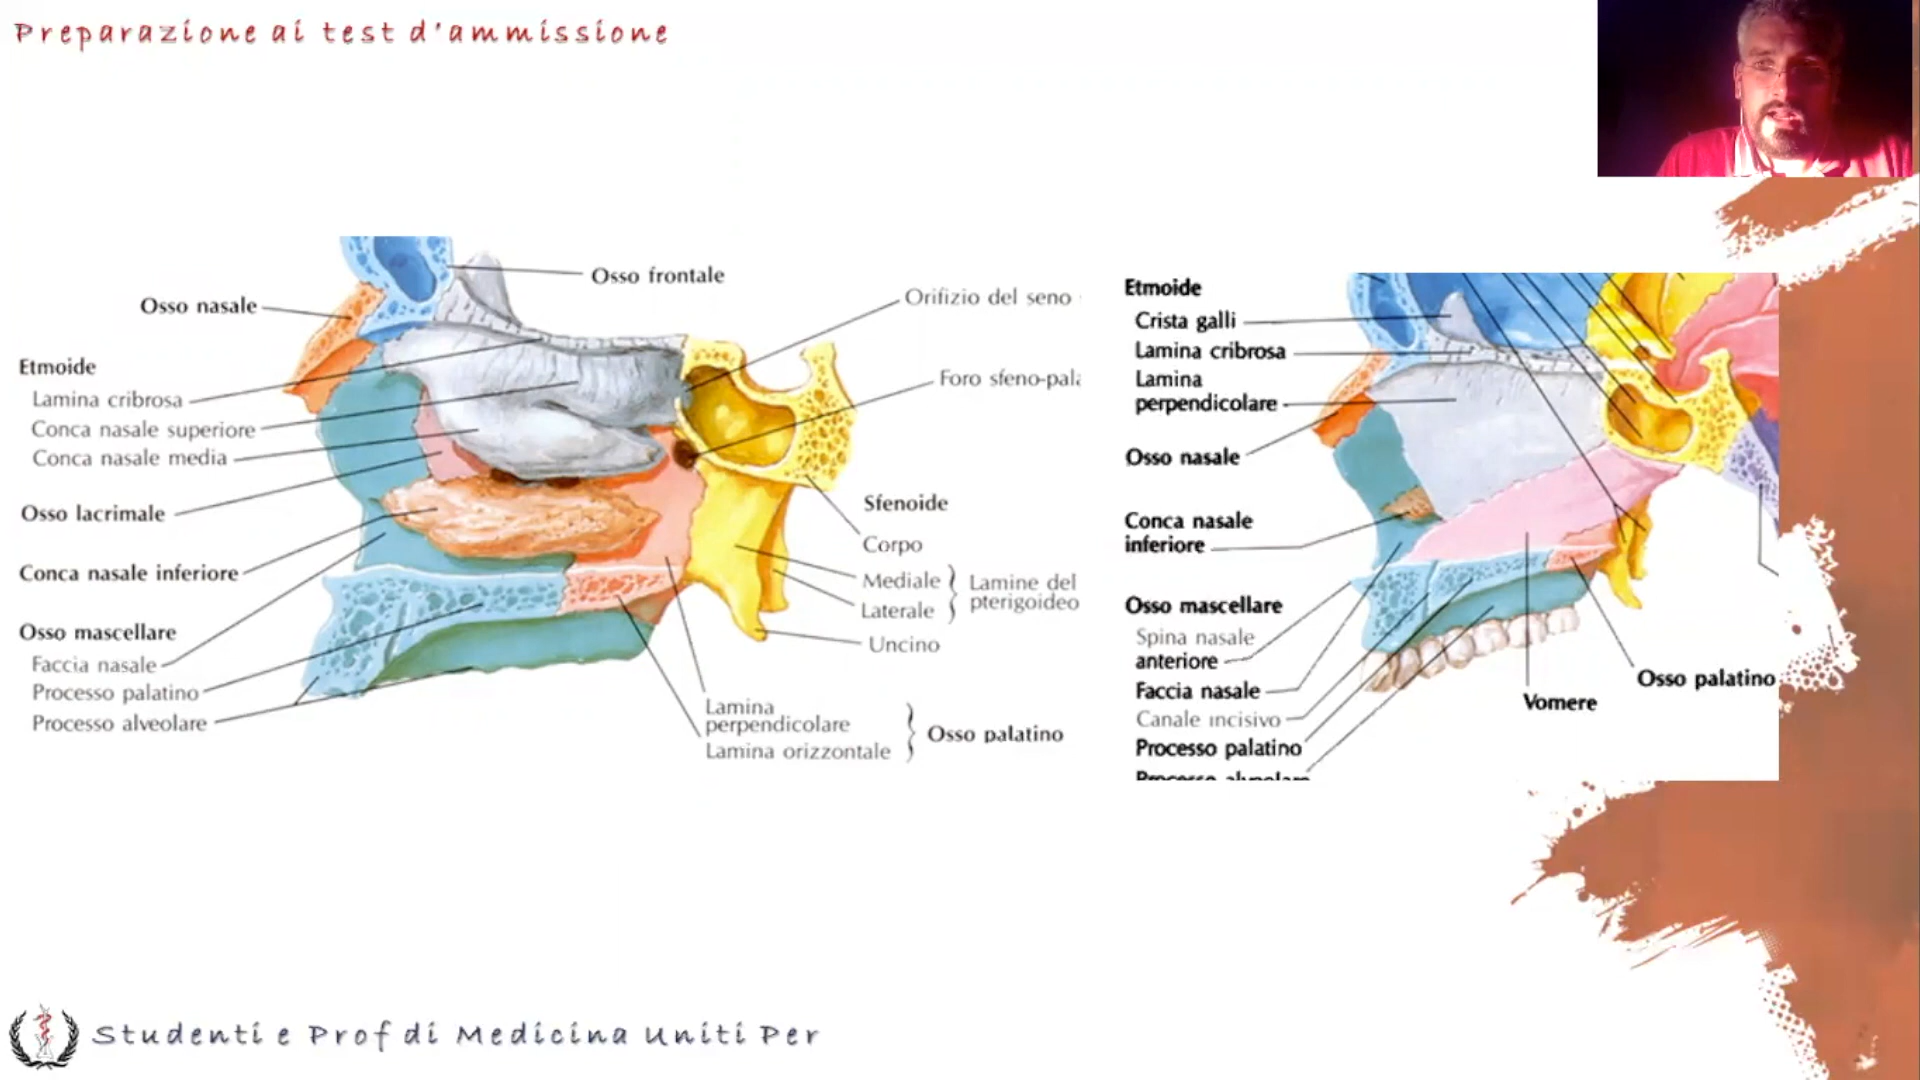 Preparazione ai test d'ammissione
Osso frontale
Osso nasale
Orifizio del seno
Etmoide
Lamina cribrosa
Conca nasale superiore
Conca nasale media
Foro sfeno-pala
Osso lacrimale
Sfenoide
Corpo
Conca nasale inferiore
Mediale
Laterale
Lamine del
pterigoideo
Uncino
Osso mascellare
Faccia nasale
Processo palatino
Processo alveolare
Lamina
perpendicolare
Lamina orizzontale
Osso palatino
Etmoide
Crista galli
Lamina cribrosa
Lamina
perpendicolare
Osso nasale
Conca nasale
inferiore
Osso mascellare
Spina nasale
anteriore
Faccia nasale
Canale incisivo
Processo palatino
Processo alveolare
Vomere
Osso palatino
Studenti e Prof di Medicina Uniti Per